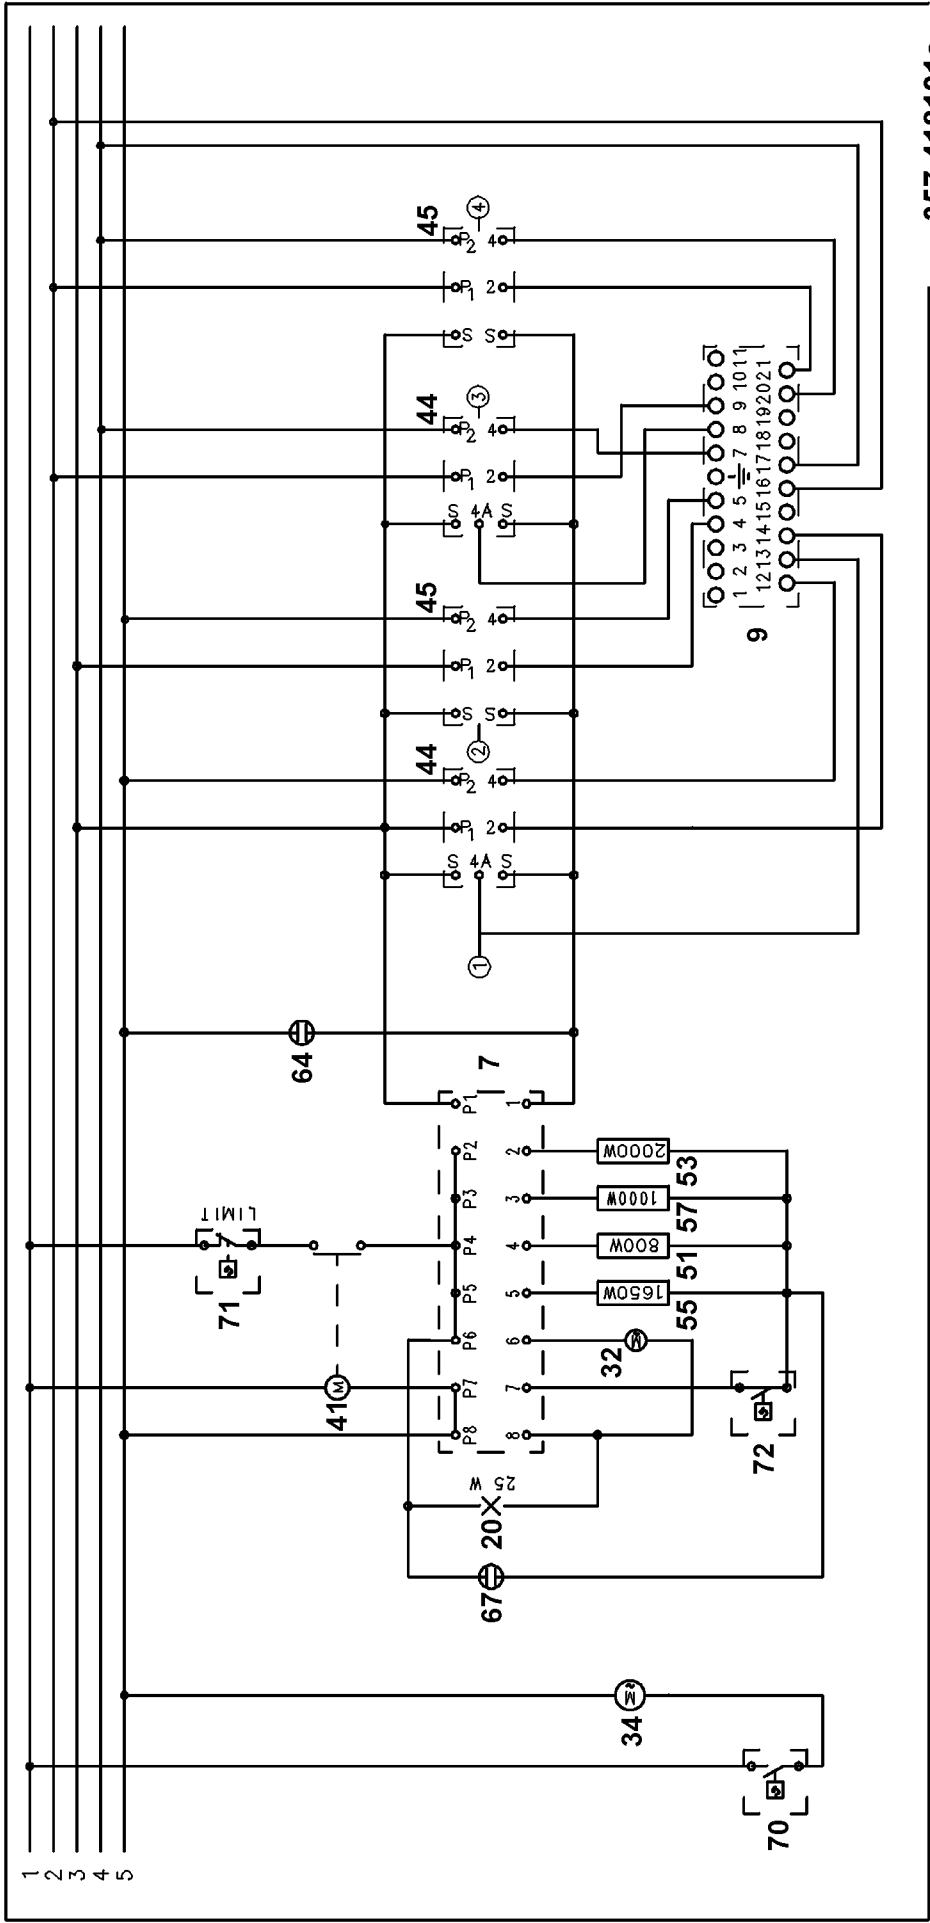 1
2
3
4
5
70
34
67
20
25 W
41
71
LIMIT
P8 P7 P6 P5 P4 P3 P2 P1
8 7 6 5 4 3 2 1
7
32
72
1650W
55
800W
51
1000W
57
2000W
53
64
1
S 4A S
P1 2
P2 4
44
2
S S
P1 2
P2 4
45
S 4A S
P1 2
P2 4
44
3
S S
P1 2
P2 4
45
4
M
M
M
9
1 2 3 4 5 7 8 9 10 11
12 13 14 15 16 17 18 19 20 21